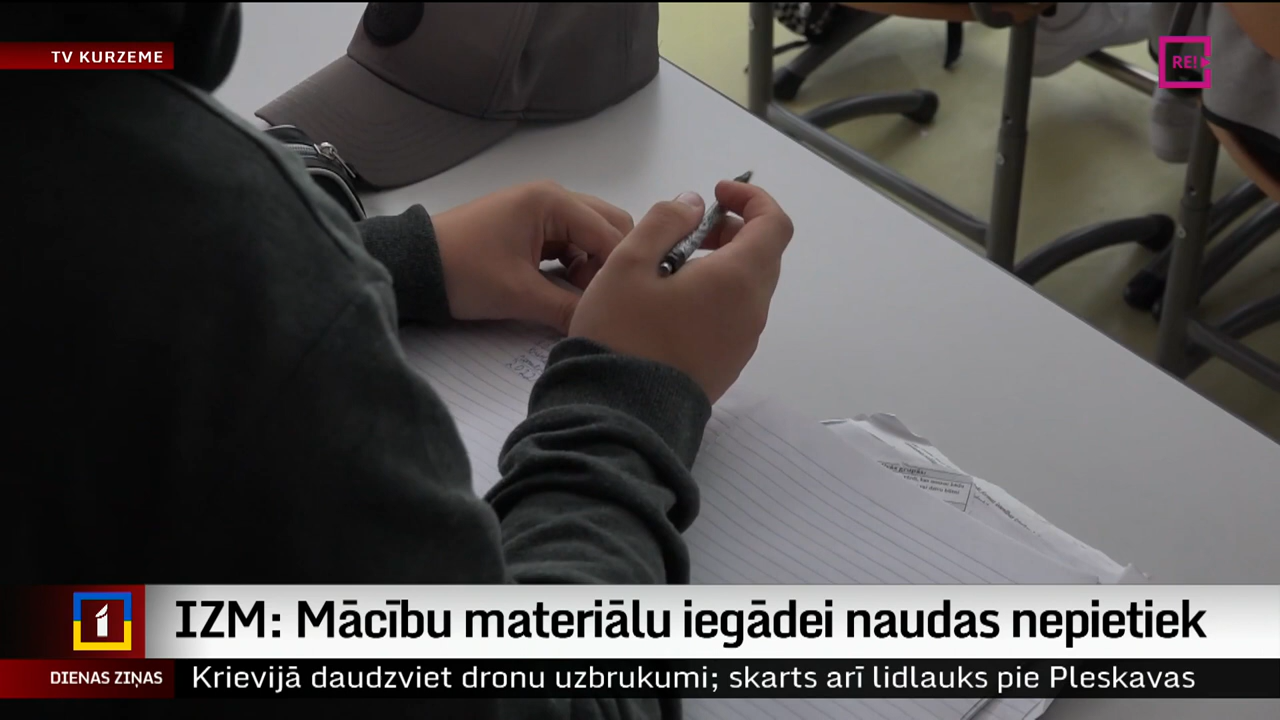 TV KURZEME
RE!
IZM: Mācību materiālu iegādei naudas nepietiek
1
DIENAS ZIŅAS
Krievijā daudzviet dronu uzbrukumi; skarts arī lidlauks pie Pleskavas